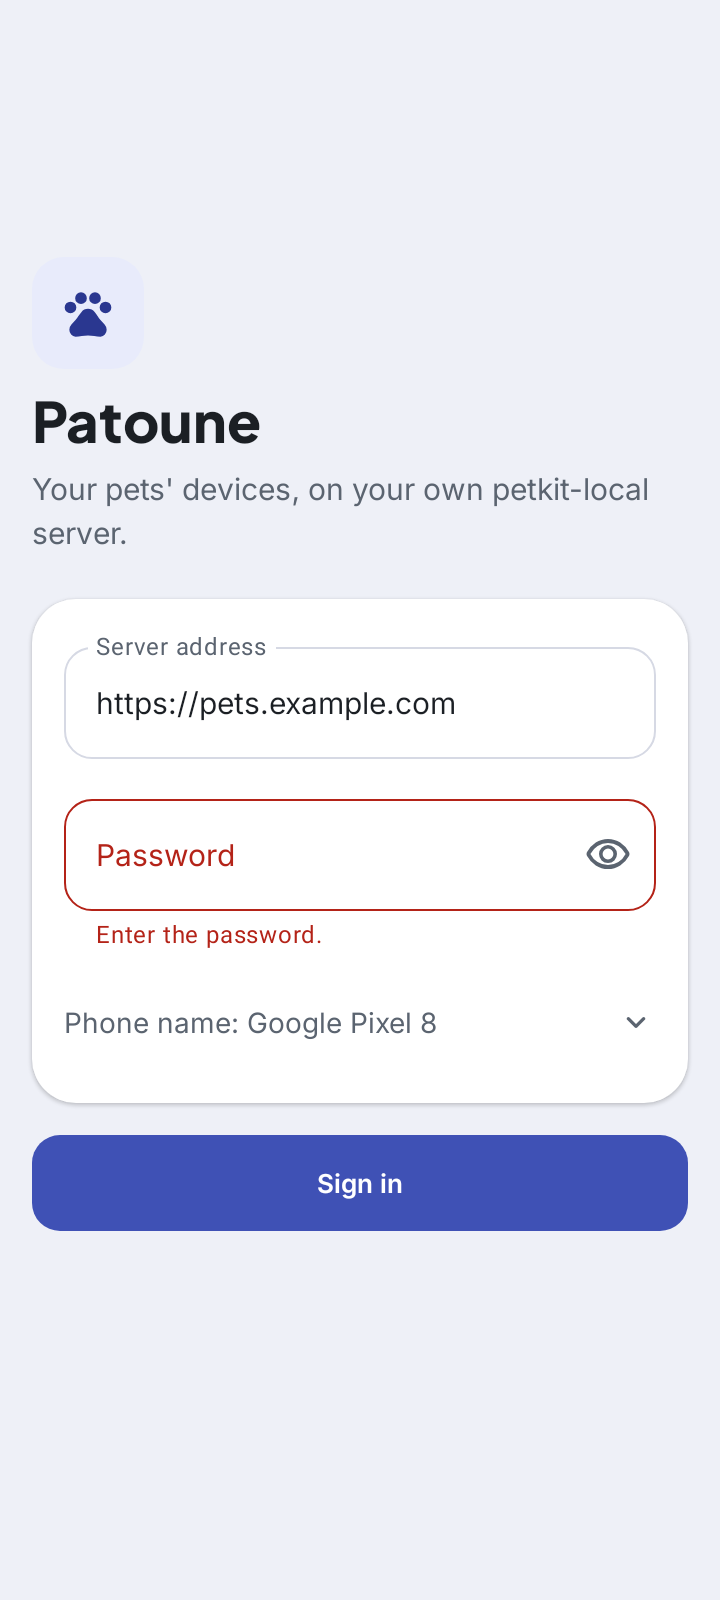 Patoune
Your pets' devices, on your own petkit-local
server.
Server address
https://pets.example.com
Password
Enter the password.
Phone name: Google Pixel 8
Sign in